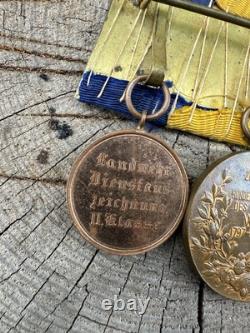 Landwehr
Dienstaus-
zeichnung
II. Klasse